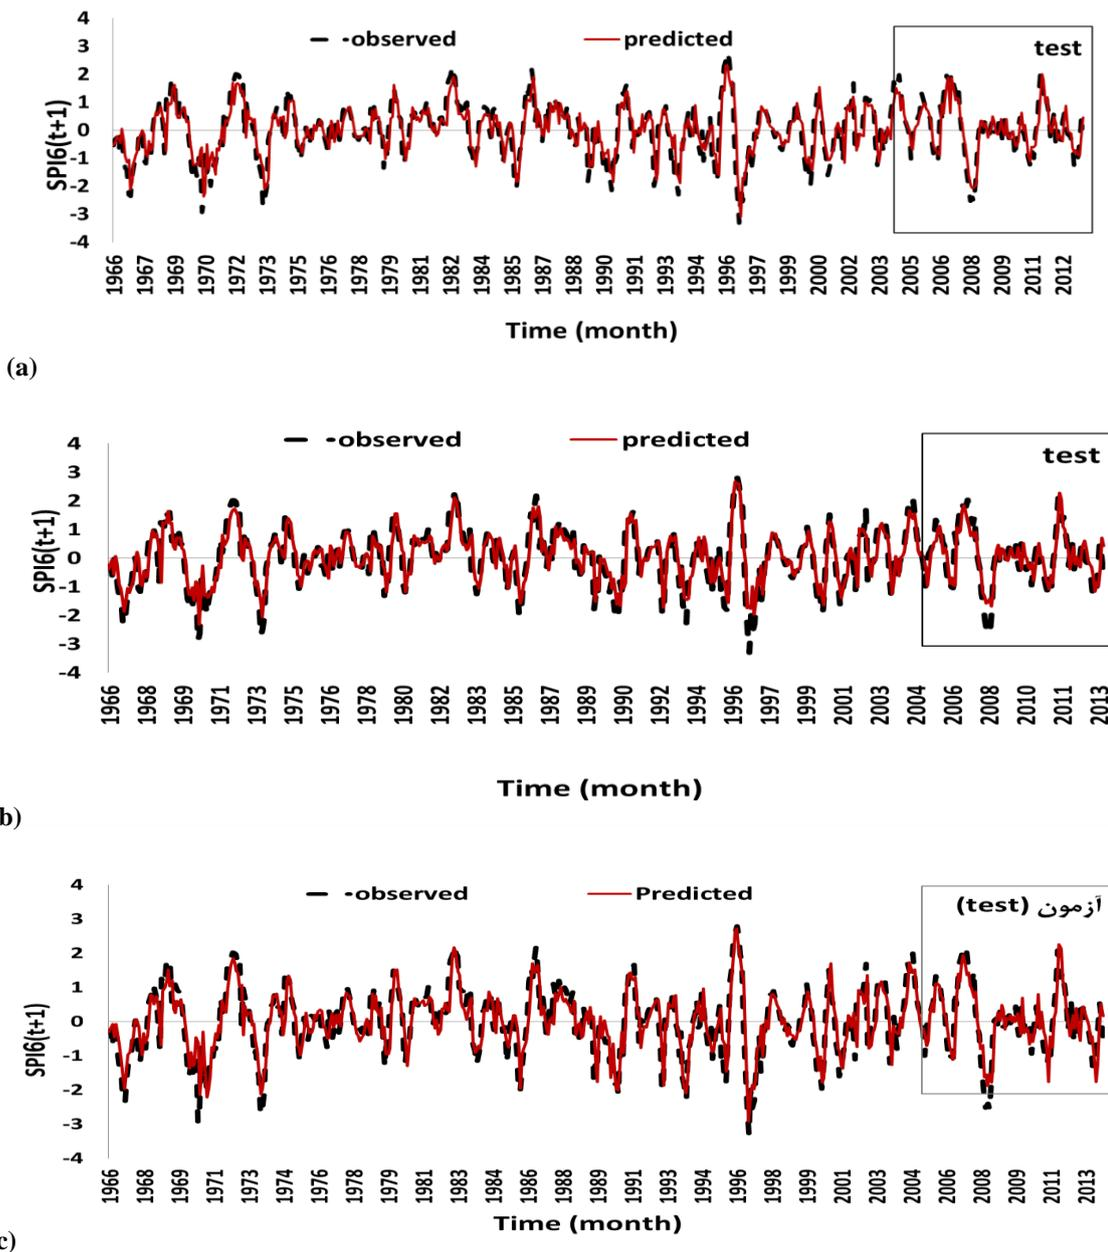 4
3
2
1
0
-1
-2
-3
-4
SPI6(t+1)
-observed
predicted
test
1966 1967 1969 1970 1972 1973 1975 1976 1978 1979 1981 1982 1984 1985 1987 1988 1990 1991 1993 1994 1996 1997 1999 2000 2002 2003 2005 2006 2008 2009 2011 2012
Time (month)
(a)
4
3
2
1
0
-1
-2
-3
-4
SPI6(t+1)
-observed
predicted
test
1966 1968 1969 1971 1973 1975 1976 1978 1980 1982 1983 1985 1987 1989 1990 1992 1994 1996 1997 1999 2001 2003 2004 2006 2008 2010 2011 2013
Time (month)
b)
4
3
2
1
0
-1
-2
-3
-4
SPI6(t+1)
-observed
Predicted
آزمون (test)
1966 1968 1969 1971 1973 1974 1976 1978 1979 1981 1983 1984 1986 1988 1989 1991 1993 1994 1996 1998 1999 2001 2003 2004 2006 2008 2009 2011 2013
Time (month)
c)